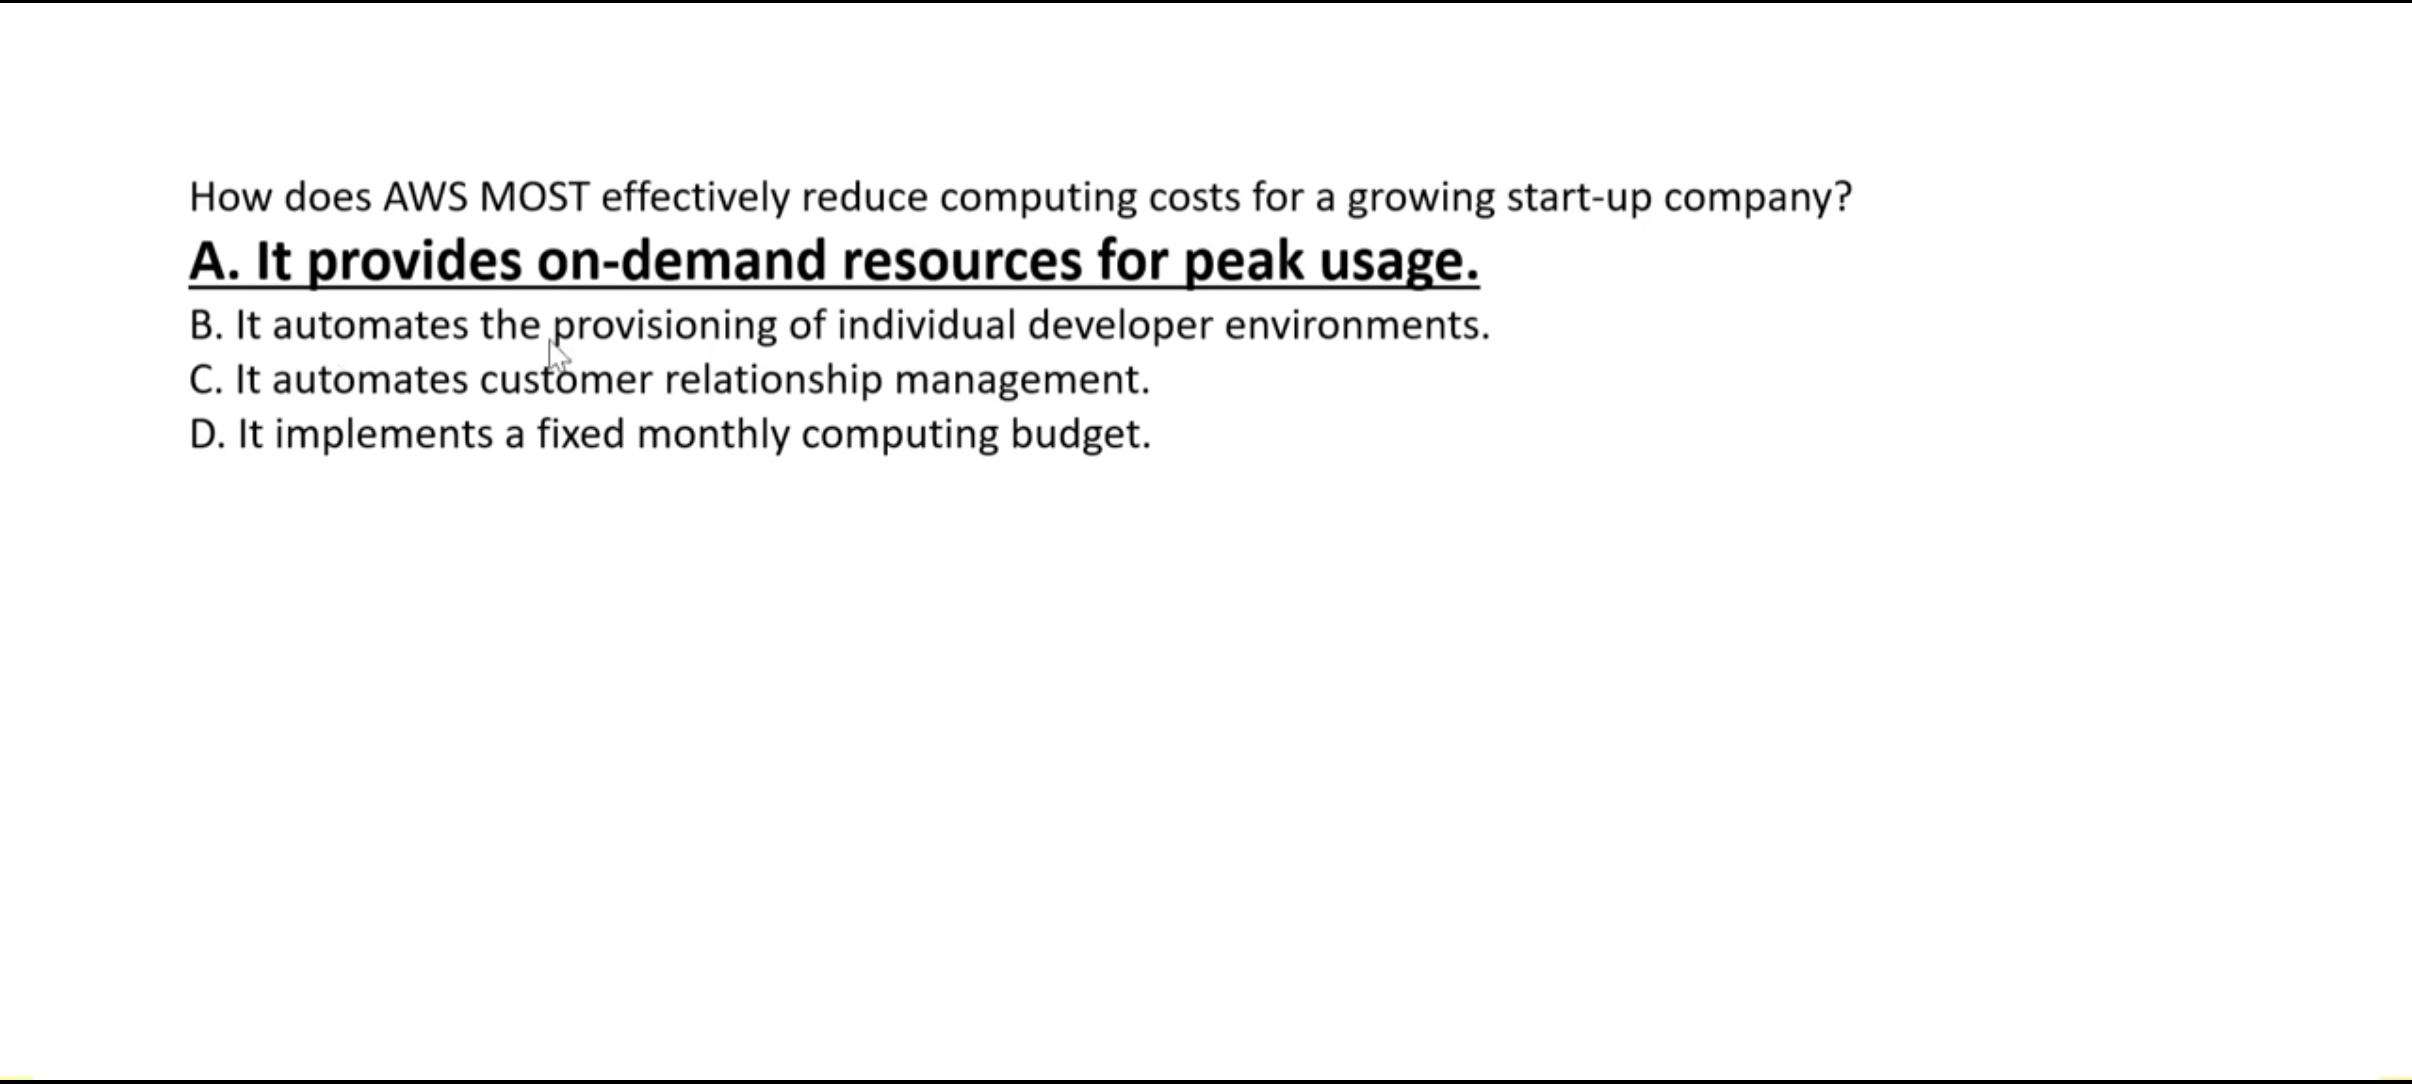 How does AWS MOST effectively reduce computing costs for a growing start-up company?
A. It provides on-demand resources for peak usage.
B. It automates the provisioning of individual developer environments.
C. It automates customer relationship management.
D. It implements a fixed monthly computing budget.